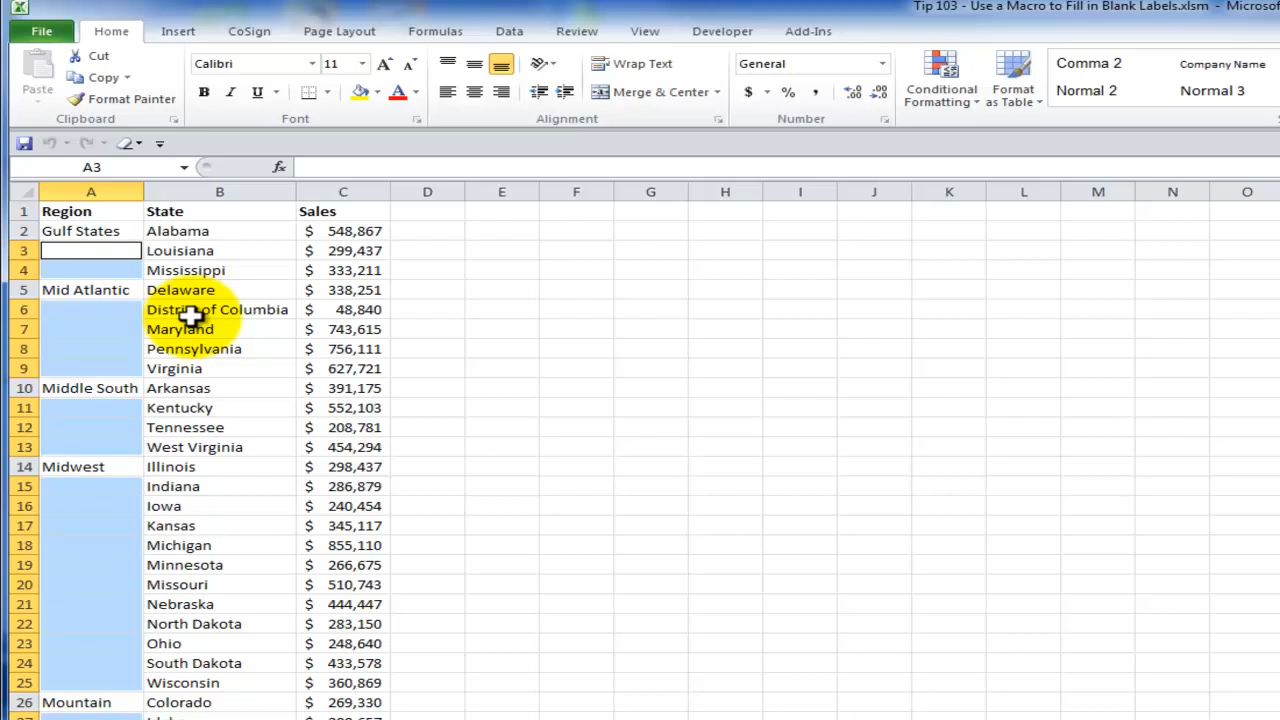 Tip 103 - Use a Macro to Fill in Blank Labels.xlsm - Microsof
File Home Insert CoSign Page Layout Formulas Data Review View Developer Add-Ins
Paste
Cut
Copy
Format Painter
Clipboard
Calibri 11
B I U
Font
Wrap Text
Merge & Center
Alignment
General
$ % ,
Number
Conditional Formatting
Format as Table
Comma 2 Company Name
Normal 2 Normal 3
A3 fx
A B C D E F G H I J K L M N O
1 Region State Sales
2 Gulf States Alabama $ 548,867
3 Louisiana $ 299,437
4 Mississippi $ 333,211
5 Mid Atlantic Delaware $ 338,251
6 District of Columbia $ 48,840
7 Maryland $ 743,615
8 Pennsylvania $ 756,111
9 Virginia $ 627,721
10 Middle South Arkansas $ 391,175
11 Kentucky $ 552,103
12 Tennessee $ 208,781
13 West Virginia $ 454,294
14 Midwest Illinois $ 298,437
15 Indiana $ 286,879
16 Iowa $ 240,454
17 Kansas $ 345,117
18 Michigan $ 855,110
19 Minnesota $ 266,675
20 Missouri $ 510,743
21 Nebraska $ 444,447
22 North Dakota $ 283,150
23 Ohio $ 248,640
24 South Dakota $ 433,578
25 Wisconsin $ 360,869
26 Mountain Colorado $ 269,330